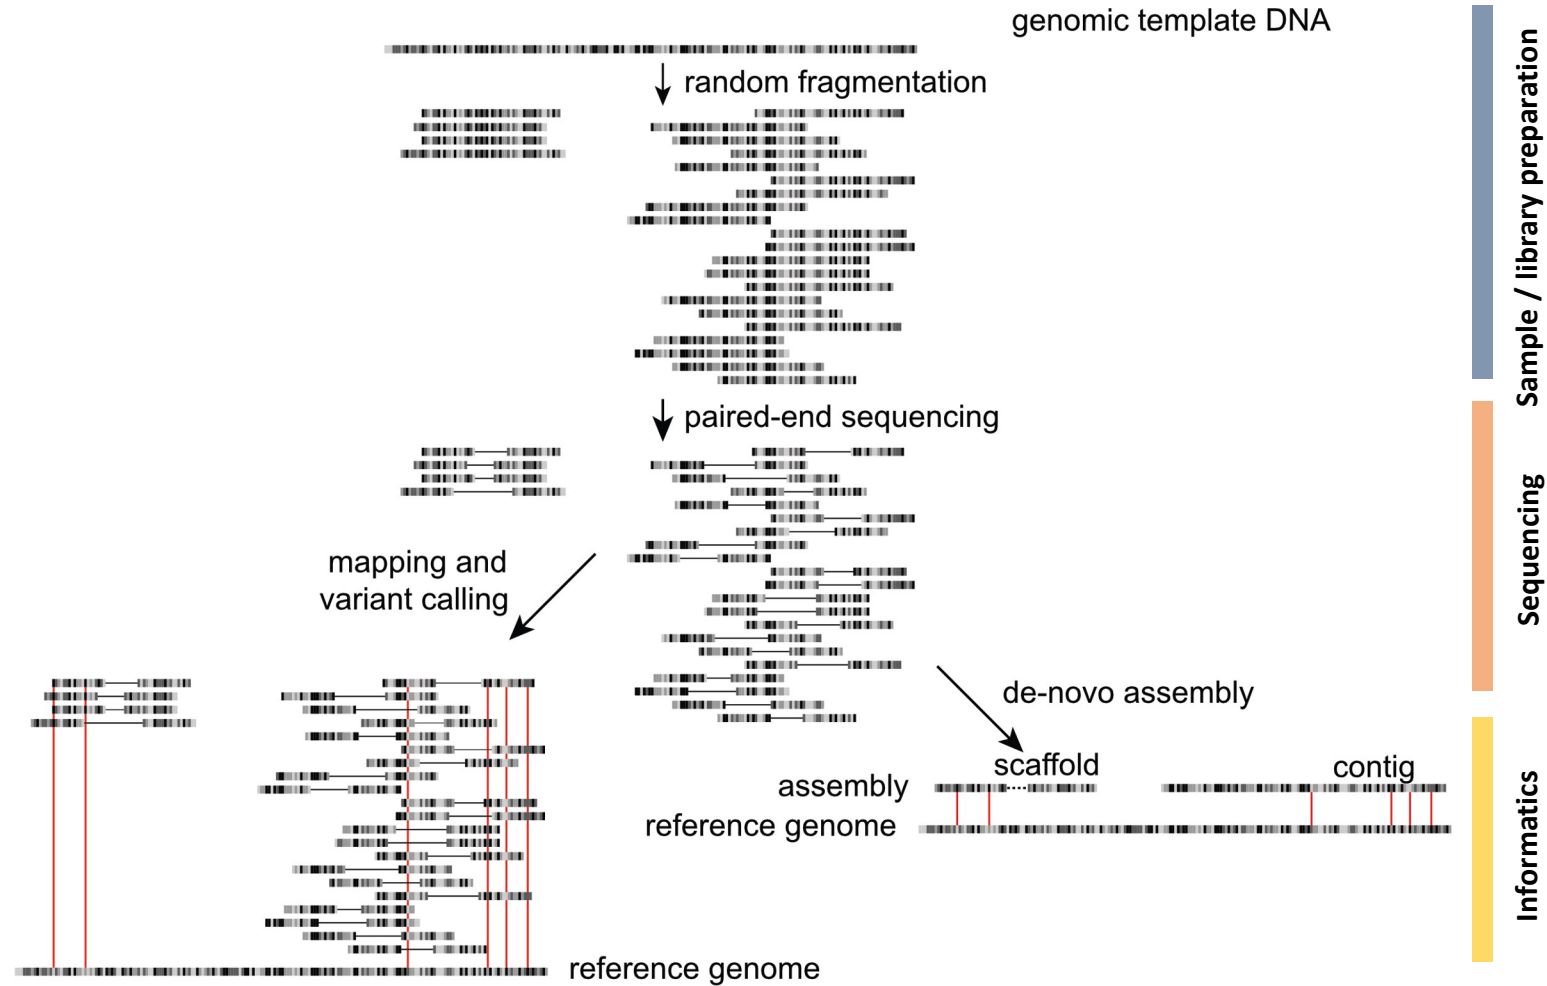 genomic template DNA
random fragmentation
paired-end sequencing
mapping and
variant calling
de-novo assembly
scaffold
contig
assembly
reference genome
reference genome
Sample / library preparation
Sequencing
Informatics